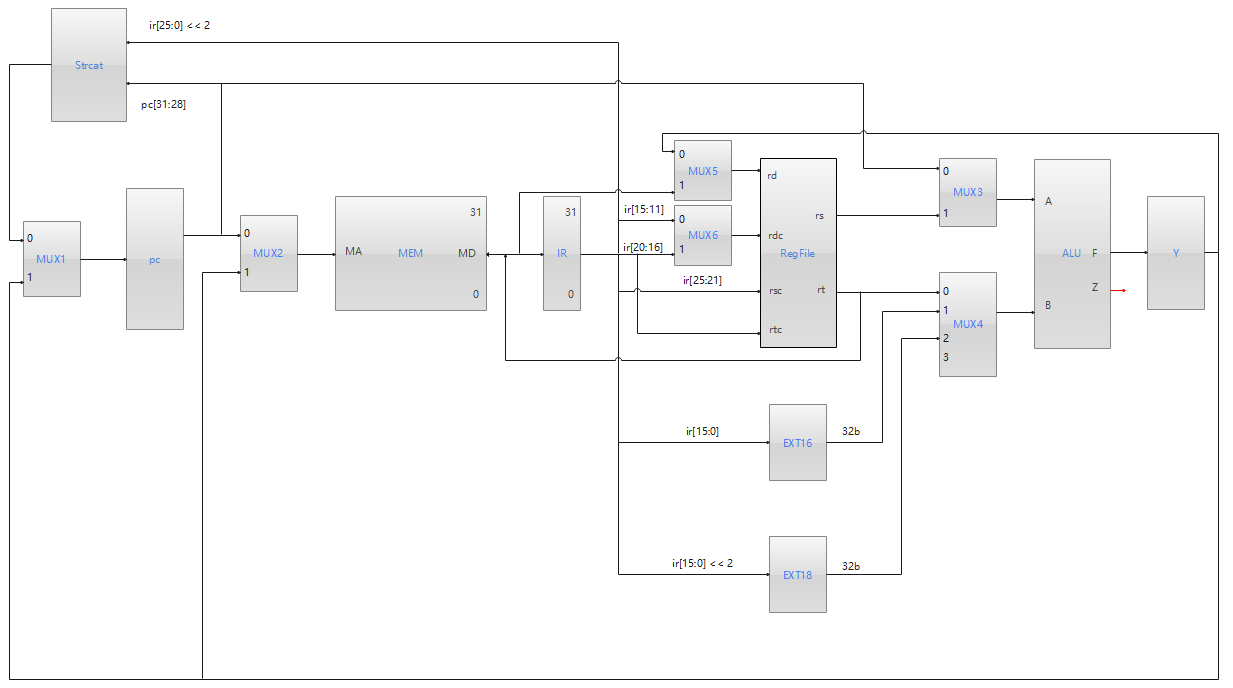 ir[25:0] << 2
Strcat
pc[31:28]
0
MUX1
1
pc
0
MUX2
1
31
MA
MEM
MD
0
31
IR
0
0
MUX5
1
ir[15:11]
0
MUX6
ir[20:16]
1
ir[25:21]
rd
rs
rdc
RegFile
rsc
rt
rtc
0
MUX3
1
0
1
MUX4
2
3
A
ALU
F
Z
B
Y
ir[15:0]
EXT16
32b
ir[15:0] << 2
EXT18
32b